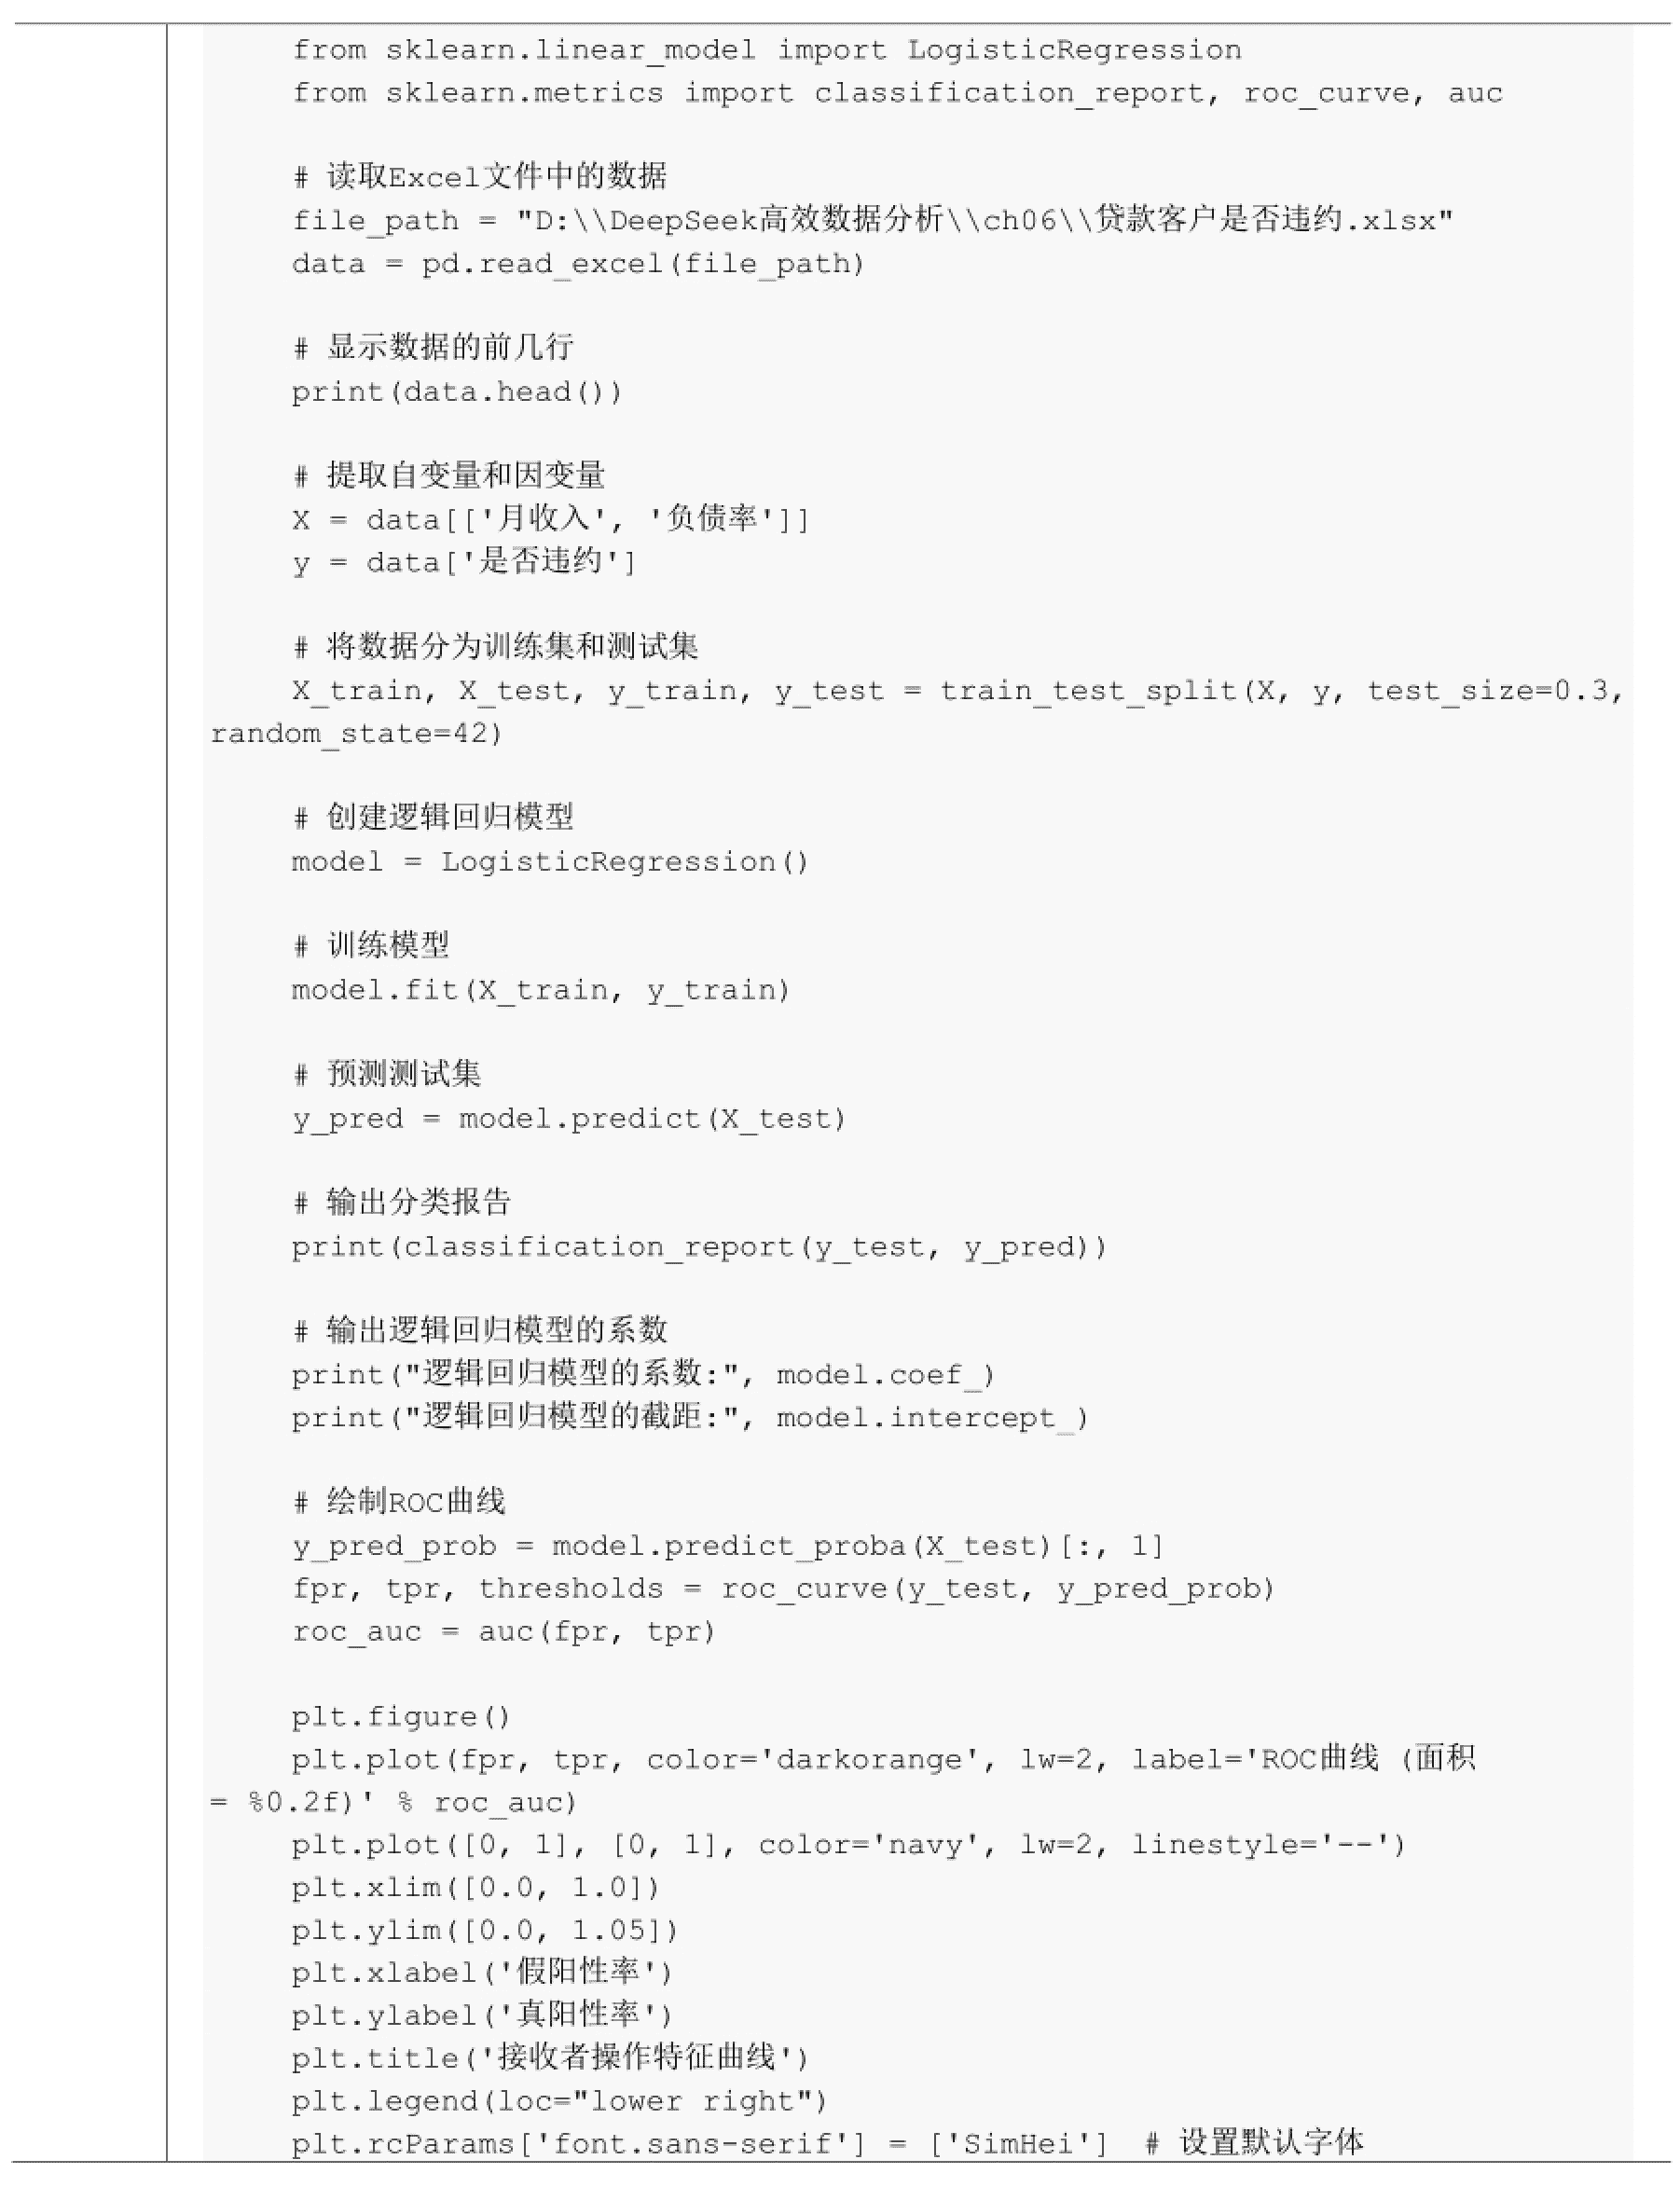 from sklearn.linear_model import LogisticRegression
from sklearn.metrics import classification_report, roc_curve, auc
# 读取Excel文件中的数据
file_path = "D:\\DeepSeek高效数据分析\\ch06\\贷款客户是否违约.xlsx"
data = pd.read_excel(file_path)
# 显示数据的前几行
print(data.head())
# 提取自变量和因变量
X = data[['月收入', '负债率']]
y = data['是否违约']
# 将数据分为训练集和测试集
X_train, X_test, y_train, y_test = train_test_split(X, y, test_size=0.3,
random_state=42)
# 创建逻辑回归模型
model = LogisticRegression()
# 训练模型
model.fit(X_train, y_train)
# 预测测试集
y_pred = model.predict(X_test)
# 输出分类报告
print(classification_report(y_test, y_pred))
# 输出逻辑回归模型的系数
print("逻辑回归模型的系数:", model.coef_)
print("逻辑回归模型的截距:", model.intercept_)
# 绘制ROC曲线
y_pred_prob = model.predict_proba(X_test)[:, 1]
fpr, tpr, thresholds = roc_curve(y_test, y_pred_prob)
roc_auc = auc(fpr, tpr)
plt.figure()
plt.plot(fpr, tpr, color='darkorange', lw=2, label='ROC曲线 (面积
= %0.2f)' % roc_auc)
plt.plot([0, 1], [0, 1], color='navy', lw=2, linestyle='--')
plt.xlim([0.0, 1.0])
plt.ylim([0.0, 1.05])
plt.xlabel('假阳性率')
plt.ylabel('真阳性率')
plt.title('接收者操作特征曲线')
plt.legend(loc="lower right")
plt.rcParams['font.sans-serif'] = ['SimHei']  # 设置默认字体